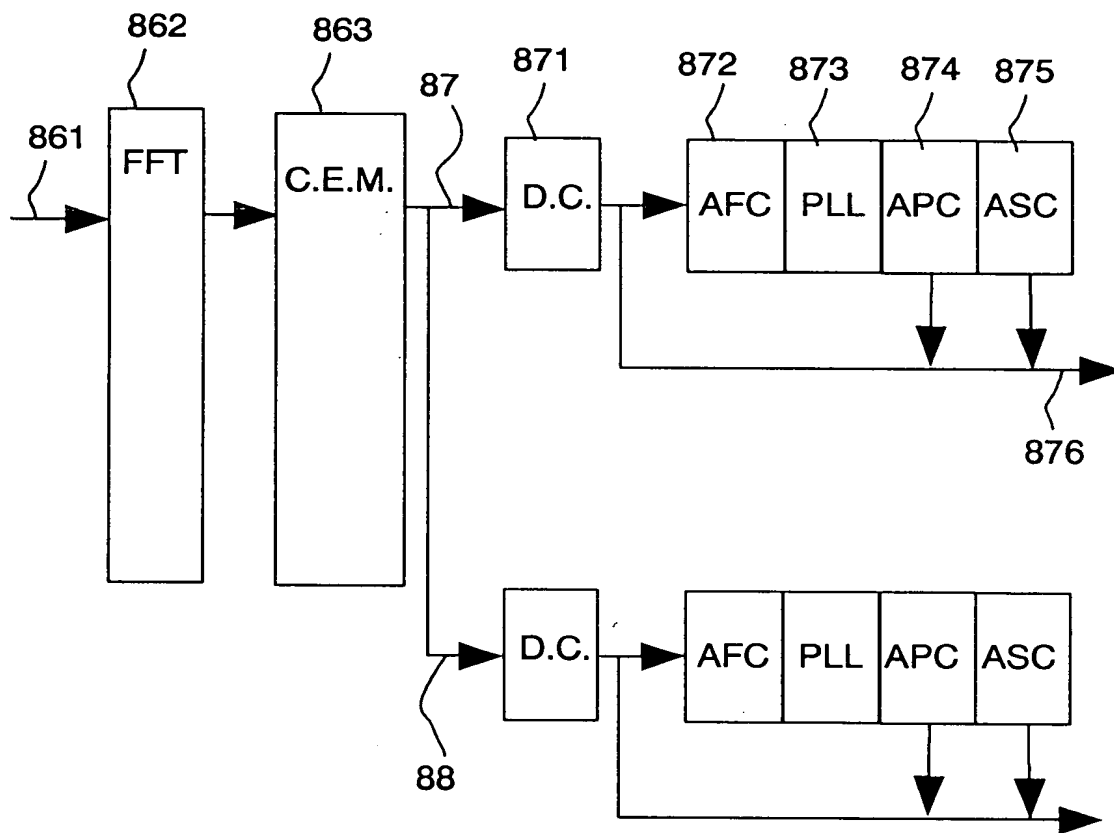 862
863
87
871
872
873
874
875
861
FFT
C.E.M.
D.C.
AFC
PLL
APC
ASC
876
D.C.
AFC
PLL
APC
ASC
88